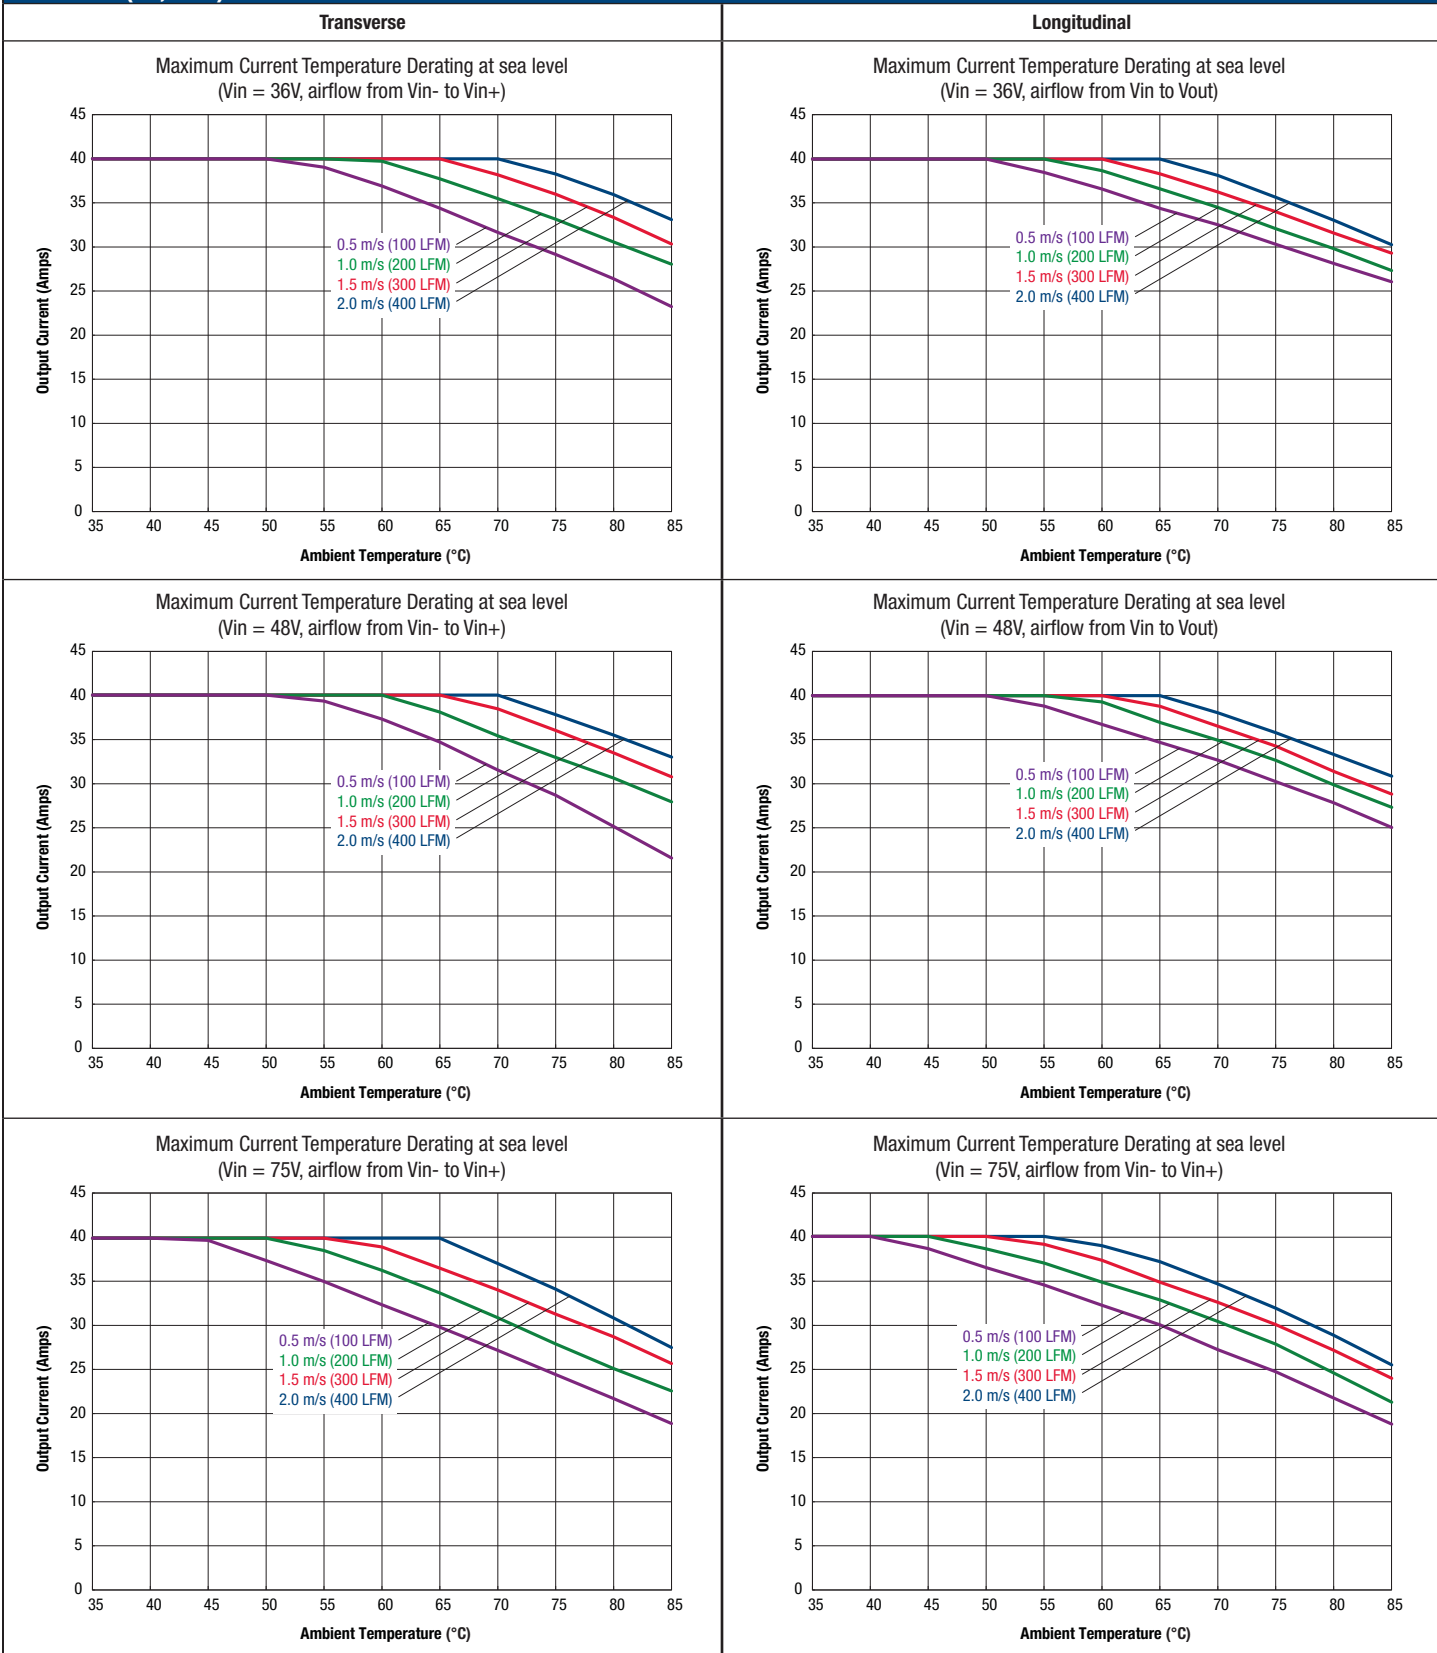 Transverse
Longitudinal
Maximum Current Temperature Derating at sea level
(Vin = 36V, airflow from Vin- to Vin+)
45
40
35
30
25
20
15
10
5
0
Output Current (Amps)
0.5 m/s (100 LFM)
1.0 m/s (200 LFM)
1.5 m/s (300 LFM)
2.0 m/s (400 LFM)
35 40 45 50 55 60 65 70 75 80 85
Ambient Temperature (°C)
Maximum Current Temperature Derating at sea level
(Vin = 36V, airflow from Vin to Vout)
45
40
35
30
25
20
15
10
5
0
Output Current (Amps)
0.5 m/s (100 LFM)
1.0 m/s (200 LFM)
1.5 m/s (300 LFM)
2.0 m/s (400 LFM)
35 40 45 50 55 60 65 70 75 80 85
Ambient Temperature (°C)
Maximum Current Temperature Derating at sea level
(Vin = 48V, airflow from Vin- to Vin+)
45
40
35
30
25
20
15
10
5
0
Output Current (Amps)
0.5 m/s (100 LFM)
1.0 m/s (200 LFM)
1.5 m/s (300 LFM)
2.0 m/s (400 LFM)
35 40 45 50 55 60 65 70 75 80 85
Ambient Temperature (°C)
Maximum Current Temperature Derating at sea level
(Vin = 48V, airflow from Vin to Vout)
45
40
35
30
25
20
15
10
5
0
Output Current (Amps)
0.5 m/s (100 LFM)
1.0 m/s (200 LFM)
1.5 m/s (300 LFM)
2.0 m/s (400 LFM)
35 40 45 50 55 60 65 70 75 80 85
Ambient Temperature (°C)
Maximum Current Temperature Derating at sea level
(Vin = 75V, airflow from Vin- to Vin+)
45
40
35
30
25
20
15
10
5
0
Output Current (Amps)
0.5 m/s (100 LFM)
1.0 m/s (200 LFM)
1.5 m/s (300 LFM)
2.0 m/s (400 LFM)
35 40 45 50 55 60 65 70 75 80 85
Ambient Temperature (°C)
Maximum Current Temperature Derating at sea level
(Vin = 75V, airflow from Vin- to Vin+)
45
40
35
30
25
20
15
10
5
0
Output Current (Amps)
0.5 m/s (100 LFM)
1.0 m/s (200 LFM)
1.5 m/s (300 LFM)
2.0 m/s (400 LFM)
35 40 45 50 55 60 65 70 75 80 85
Ambient Temperature (°C)